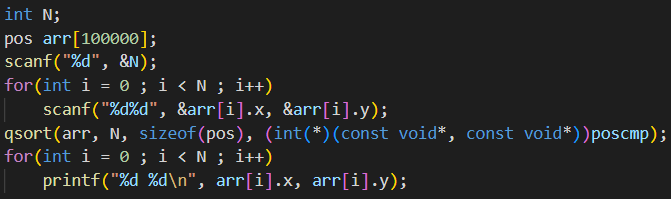 int N;
pos arr[100000];
scanf("%d", &N);
for(int i = 0 ; i < N ; i++)
    scanf("%d%d", &arr[i].x, &arr[i].y);
qsort(arr, N, sizeof(pos), (int(*)(const void*, const void*))poscmp);
for(int i = 0 ; i < N ; i++)
    printf("%d %d\n", arr[i].x, arr[i].y);